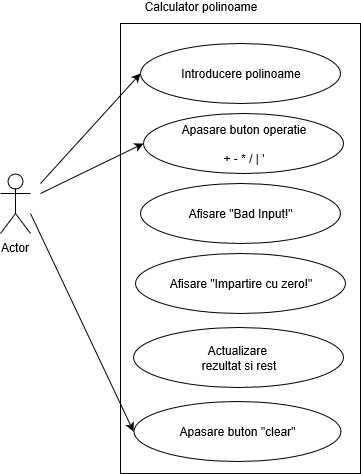 Calculator polinoame
Introducere polinoame
Apasare buton operatie
+ - * / | '
Afisare "Bad Input!"
Afisare "Impartire cu zero!"
Actualizare
rezultat si rest
Apasare buton "clear"
Actor